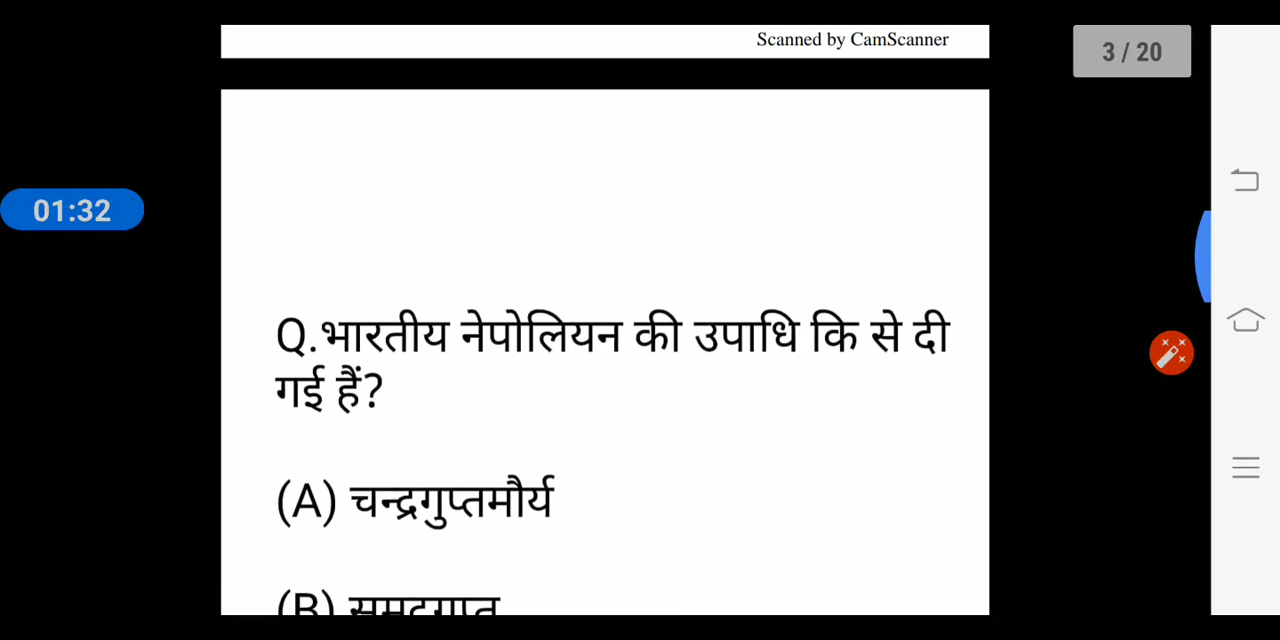 Scanned by CamScanner
3 / 20
01:32
Q.भारतीय नेपोलियन की उपाधि कि से दी
गई हैं?
(A) चन्द्रगुप्तमौर्य
(B)